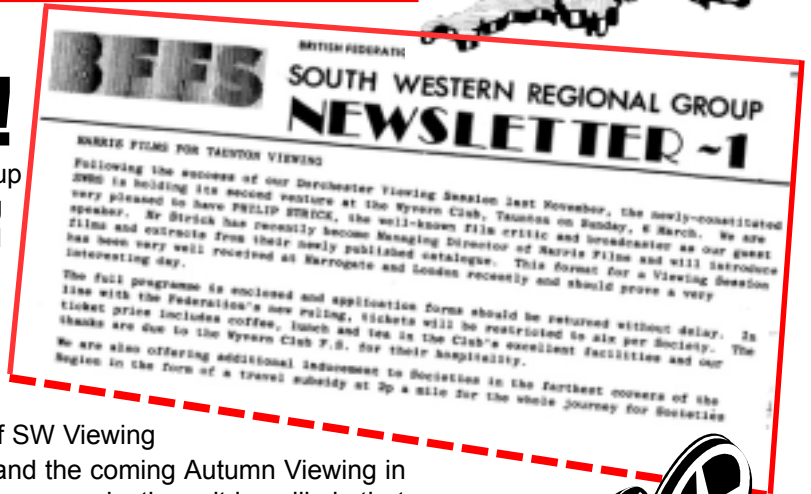 BFFS
BRITISH FEDERATIO
SOUTH WESTERN REGIONAL GROUP
NEWSLETTER ~1
HARRIS FILMS FOR TAUNTON VIEWING
Following the success of our Dorchester Viewing Session last November, the newly-constituted
SWRG is holding its second venture at the Wyvern Club, Taunton on Sunday, 6 March. We are
very pleased to have PHILIP STRICK, the well-known film critic and broadcaster as our guest
speaker. Mr Strick has recently become Managing Director of Harris Films and will introduce
films and extracts from their newly published catalogue. This format for a Viewing Session
has been very well received at Harrogate and London recently and should prove a very
interesting day.
The full programme is enclosed and application forms should be returned without delay. In
line with the Federation's new ruling, tickets will be restricted to six per Society. The
ticket price includes coffee, lunch and tea in the Club's excellent facilities and our
thanks are due to the Wyvern Club F.S. for their hospitality.
We are also offering additional inducement to Societies in the farthest corners of the
Region in the form of a travel subsidy at 2p a mile for the whole journey for Societies
!
up
f SW Viewing
and the coming Autumn Viewing in